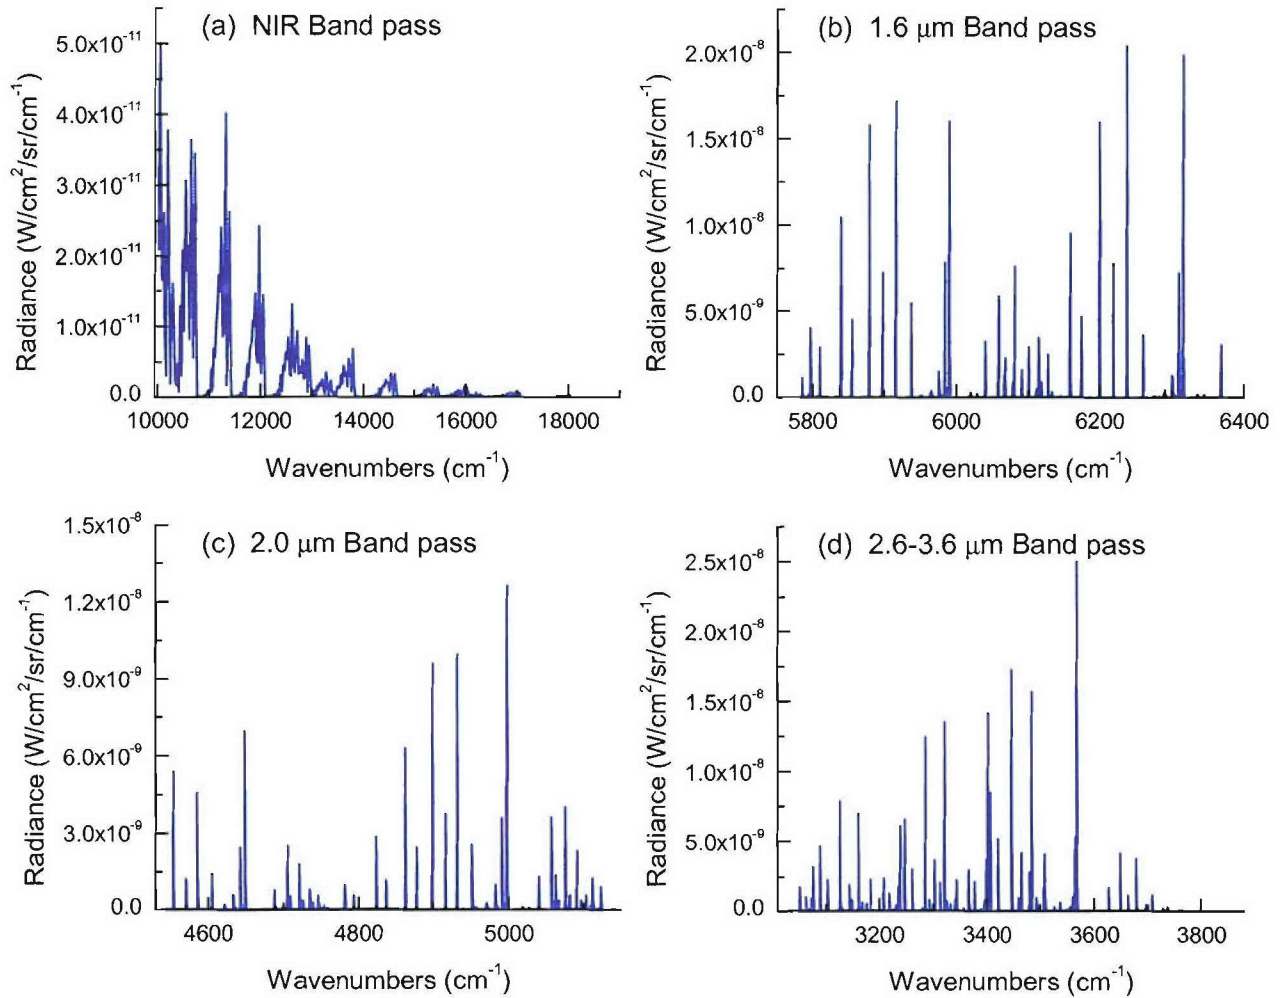 (a) NIR Band pass
5.0x10⁻¹¹
4.0x10⁻¹¹
3.0x10⁻¹¹
2.0x10⁻¹¹
1.0x10⁻¹¹
0.0
Radiance (W/cm²/sr/cm⁻¹)
10000 12000 14000 16000 18000
Wavenumbers (cm⁻¹)
(b) 1.6 μm Band pass
2.0x10⁻⁸
1.5x10⁻⁸
1.0x10⁻⁸
5.0x10⁻⁹
0.0
Radiance (W/cm²/sr/cm⁻¹)
5800 6000 6200 6400
Wavenumbers (cm⁻¹)
(c) 2.0 μm Band pass
1.5x10⁻⁸
1.2x10⁻⁸
9.0x10⁻⁹
6.0x10⁻⁹
3.0x10⁻⁹
0.0
Radiance (W/cm²/sr/cm⁻¹)
4600 4800 5000
Wavenumbers (cm⁻¹)
(d) 2.6-3.6 μm Band pass
2.5x10⁻⁸
2.0x10⁻⁸
1.5x10⁻⁸
1.0x10⁻⁸
5.0x10⁻⁹
0.0
Radiance (W/cm²/sr/cm⁻¹)
3200 3400 3600 3800
Wavenumbers (cm⁻¹)